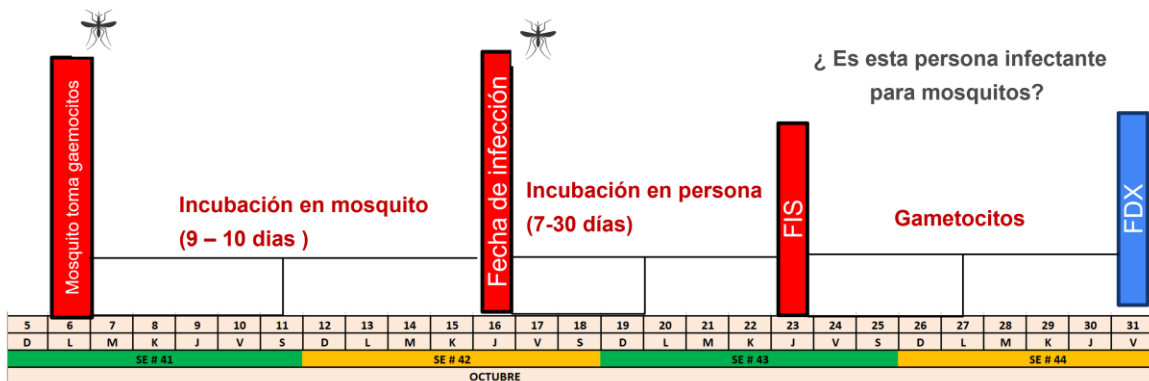 ¿ Es esta persona infectante
para mosquitos?
Mosquito toma gaemocitos
Incubación en mosquito
(9 – 10 dias )
Fecha de infección
Incubación en persona
(7-30 días)
FIS
Gametocitos
FDX
5 6 7 8 9 10 11 12 13 14 15 16 17 18 19 20 21 22 23 24 25 26 27 28 29 30 31
D L M K J V S D L M K J V S D L M K J V S D L M K J V
SE # 41 SE # 42 SE # 43 SE # 44
OCTUBRE